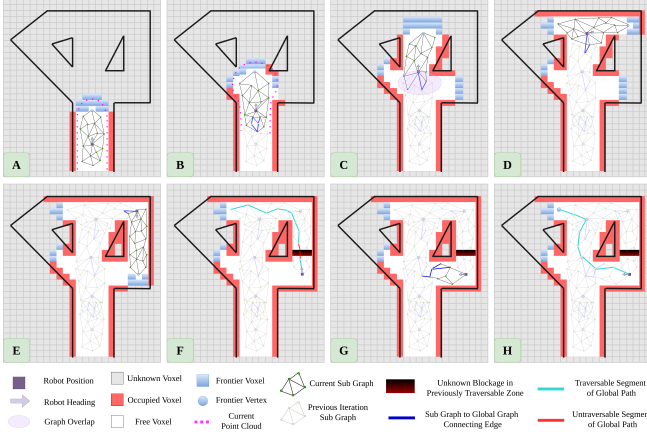 A
B
C
D
E
F
G
H
Robot Position
Robot Heading
Graph Overlap
Unknown Voxel
Occupied Voxel
Free Voxel
Frontier Voxel
Frontier Vertex
Current
Point Cloud
Current Sub Graph
Previous Iteration
Sub Graph
Unknown Blockage in
Previously Traversable Zone
Sub Graph to Global Graph
Connecting Edge
Traversable Segment
of Global Path
Untraversable Segment
of Global Path